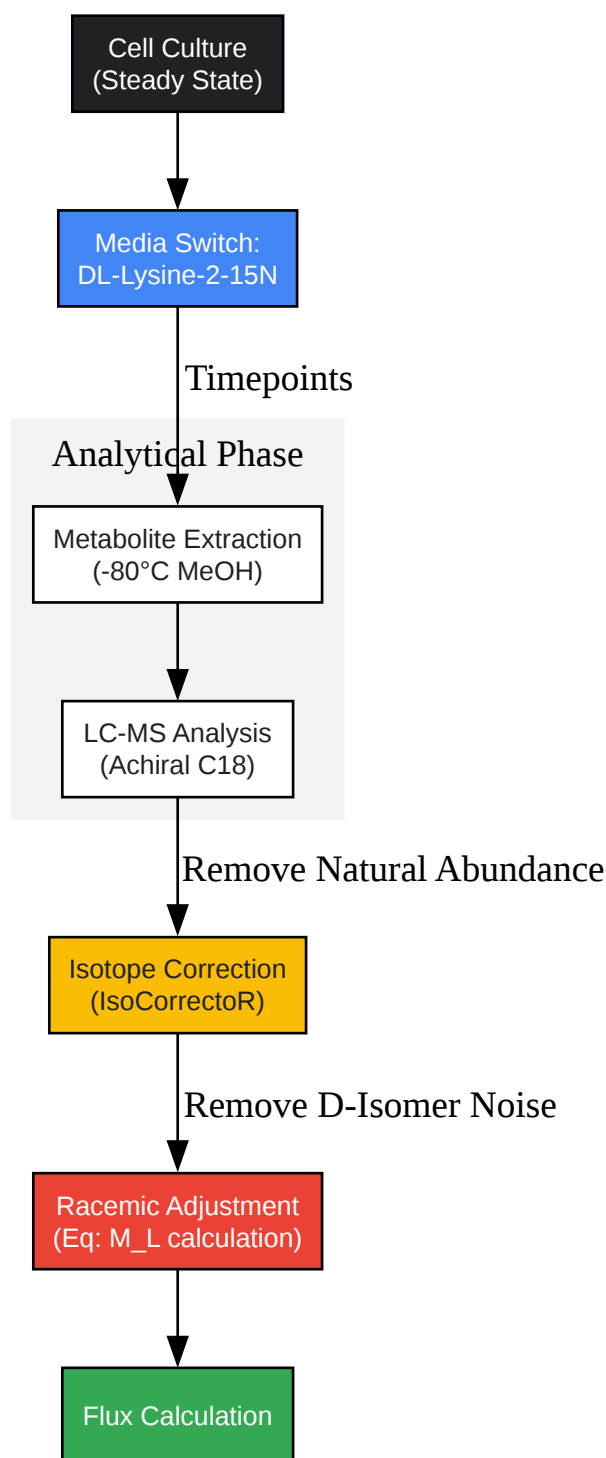 Cell Culture
(Steady State)
Media Switch:
DL-Lysine-2-15N
Timepoints
Analytical Phase
Metabolite Extraction
(-80°C MeOH)
LC-MS Analysis
(Achiral C18)
Remove Natural Abundance
Isotope Correction
(IsoCorrectoR)
Remove D-Isomer Noise
Racemic Adjustment
(Eq: M_L calculation)
Flux Calculation